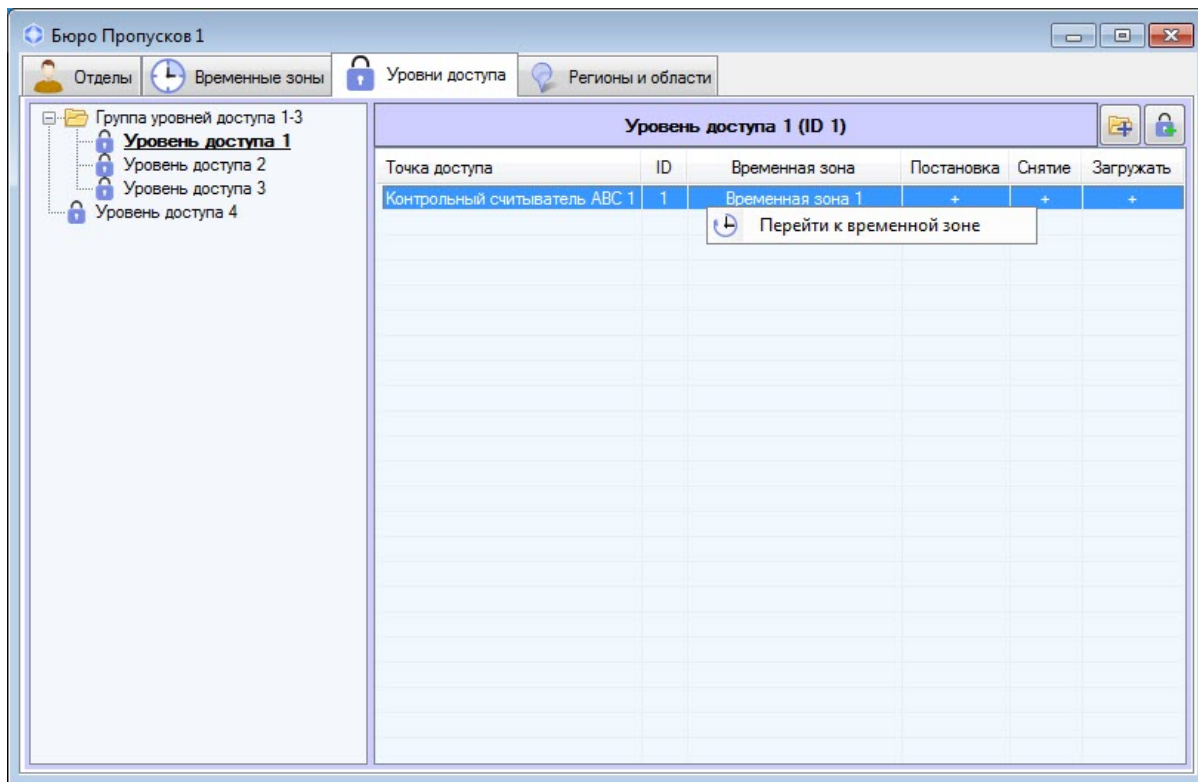 Бюро Пропусков 1
Отделы Временные зоны Уровни доступа Регионы и области
Группа уровней доступа 1-3
Уровень доступа 1
Уровень доступа 2
Уровень доступа 3
Уровень доступа 4
Уровень доступа 1 (ID 1)
Точка доступа ID Временная зона Постановка Снятие Загружать
Контрольный считыватель ABC 1 1 Временная зона 1 + + +
Перейти к временной зоне